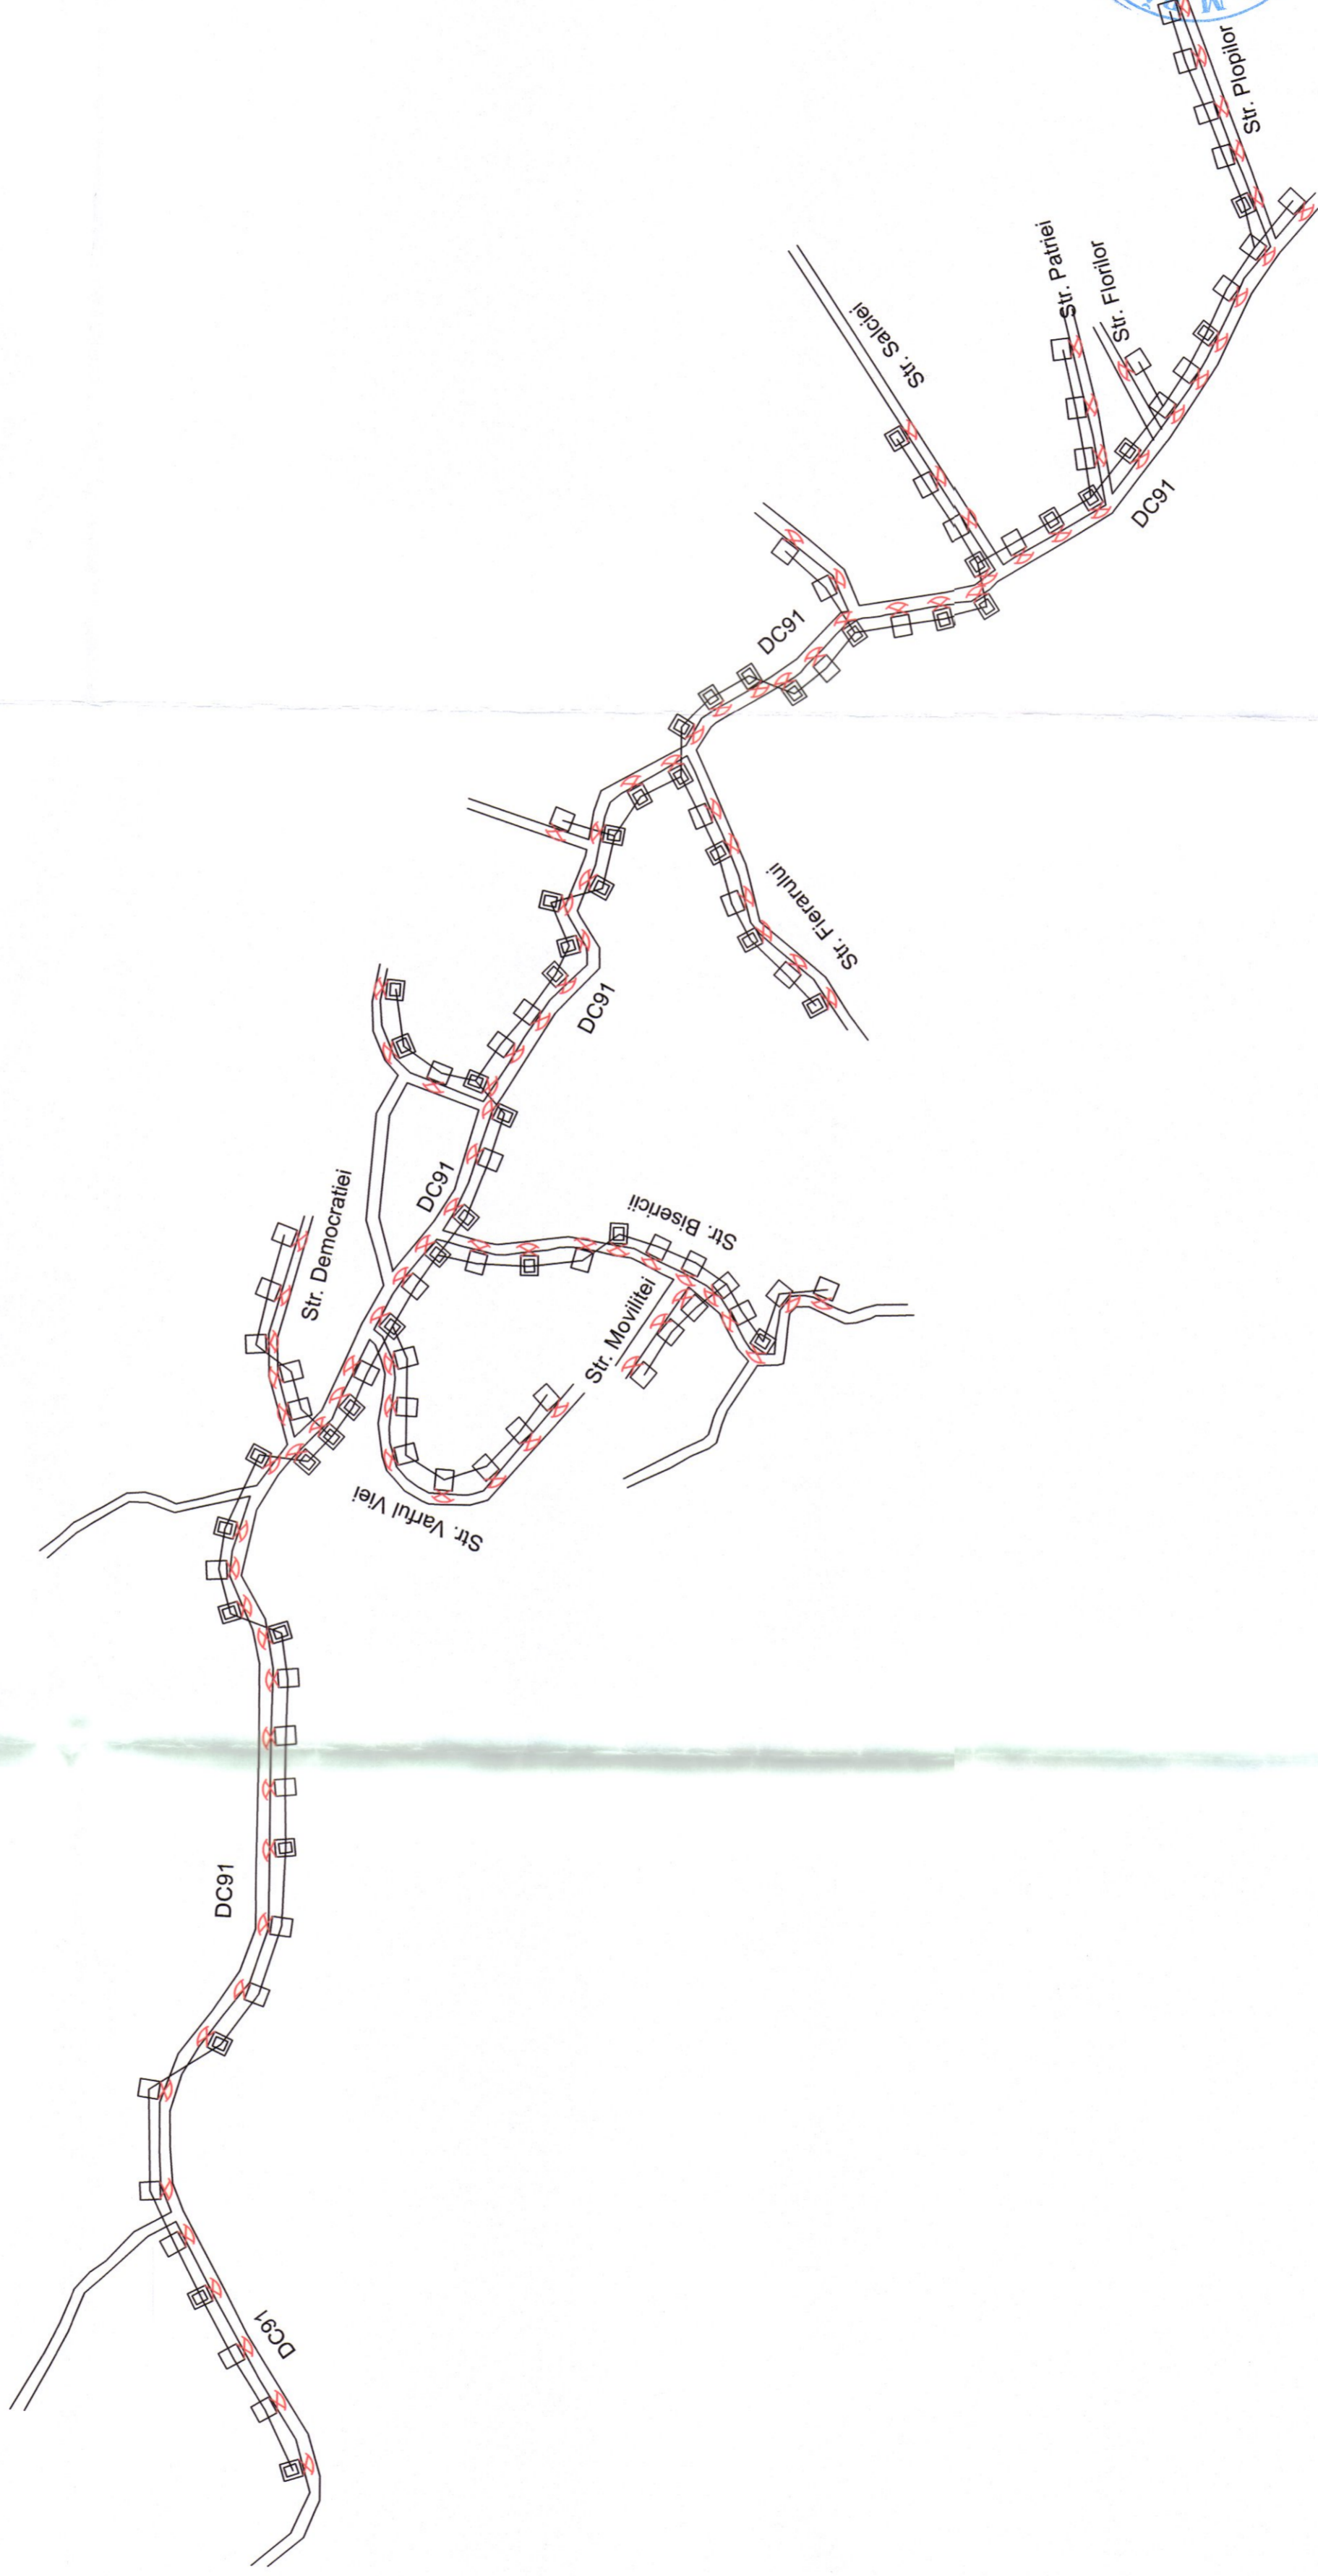 Str. Plopilor
Str. Patriei
Str. Florilor
Str. Salciei
DC91
DC91
Str. Fierarului
DC91
DC91
Str. Democratiei
Str. Bisericii
Str. Movilitei
Str. Varful Viei
DC91
DC91